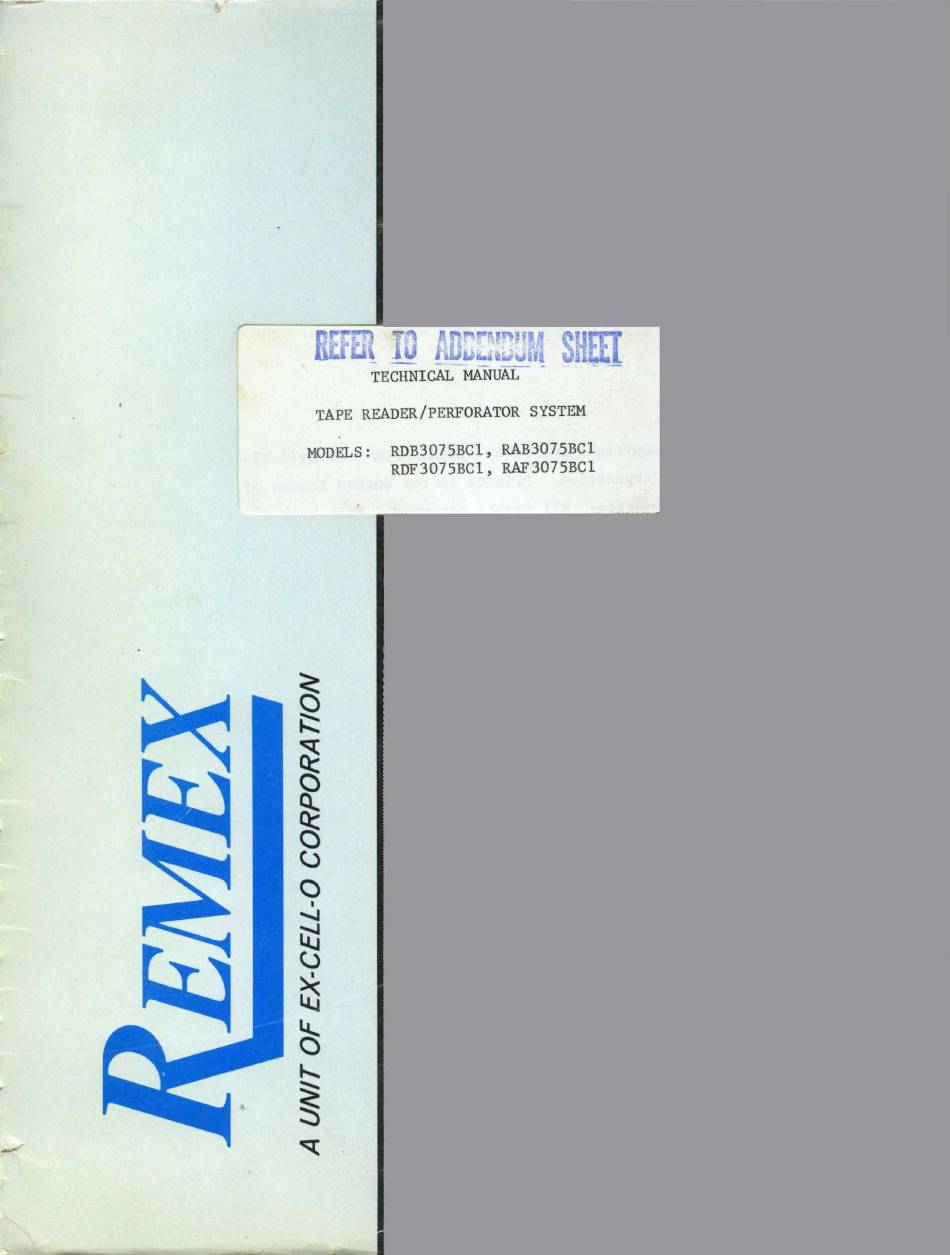 REFER TO ADDENDUM SHEET
TECHNICAL MANUAL
TAPE READER/PERFORATOR SYSTEM
MODELS: RDB3075BC1, RAB3075BC1
RDF3075BC1, RAF3075BC1
REMEX
A UNIT OF EX-CELL-O CORPORATION